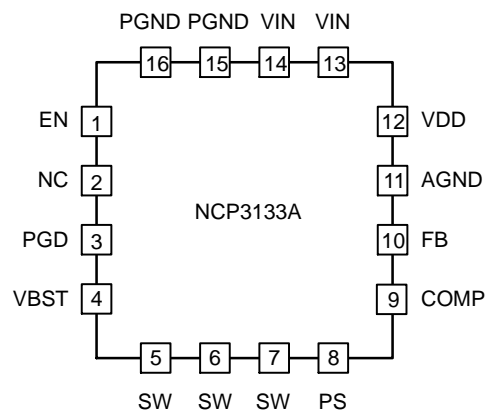 PGND PGND VIN VIN
16 15 14 13
EN 1 12 VDD
NC 2 11 AGND
NCP3133A
PGD 3 10 FB
VBST 4 9 COMP
5 6 7 8
SW SW SW PS